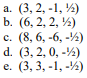 a. (3, 2, -1, ½)
b. (6, 2, 2, ½)
c. (8, 6, -6, -½)
d. (3, 2, 0, -½)
e. (3, 3, -1, ½)